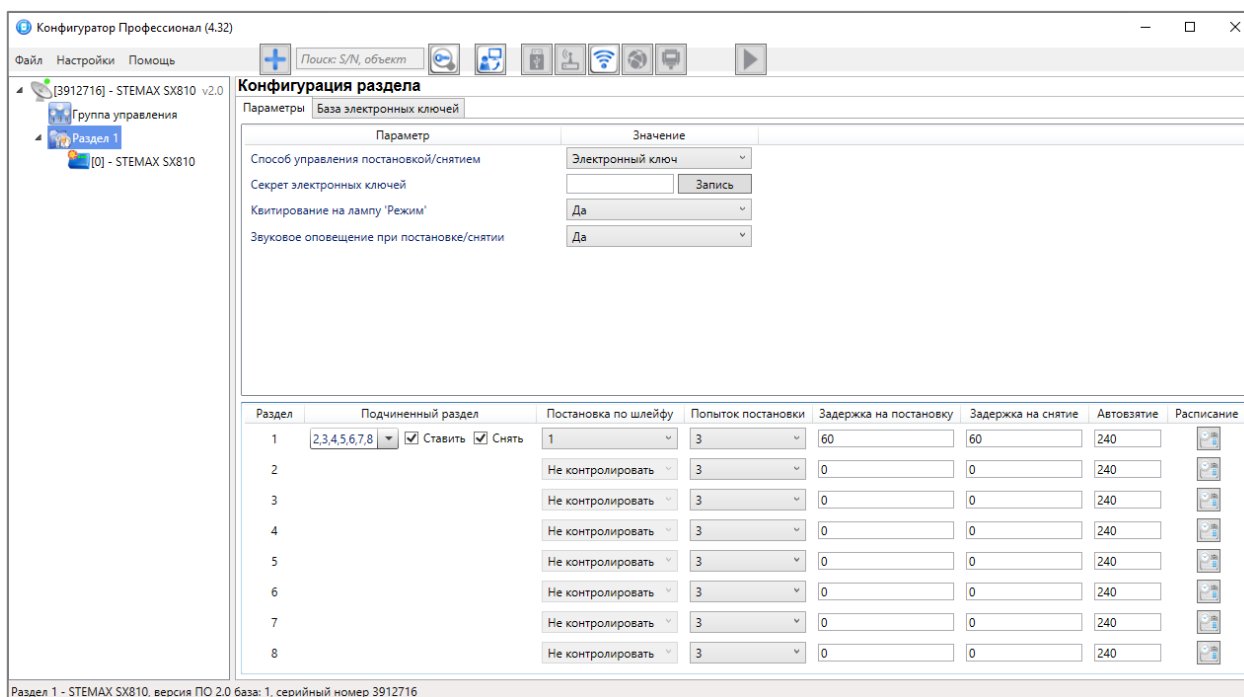 Конфигуратор Профессионал (4.32)
Файл Настройки Помощь Поиск: S/N, объект
[3912716] - STEMAX SX810 v2.0
Группа управления
Раздел 1
[0] - STEMAX SX810
Конфигурация раздела
Параметры База электронных ключей
Параметр Значение
Способ управления постановкой/снятием Электронный ключ
Секрет электронных ключей Запись
Квитирование на лампу 'Режим' Да
Звуковое оповещение при постановке/снятии Да
Раздел Подчиненный раздел Постановка по шлейфу Попыток постановки Задержка на постановку Задержка на снятие Автовзятие Расписание
1 2,3,4,5,6,7,8 Ставить Снять 1 3 60 60 240
2 Не контролировать 3 0 0 240
3 Не контролировать 3 0 0 240
4 Не контролировать 3 0 0 240
5 Не контролировать 3 0 0 240
6 Не контролировать 3 0 0 240
7 Не контролировать 3 0 0 240
8 Не контролировать 3 0 0 240
Раздел 1 - STEMAX SX810, версия ПО 2.0 база: 1, серийный номер 3912716